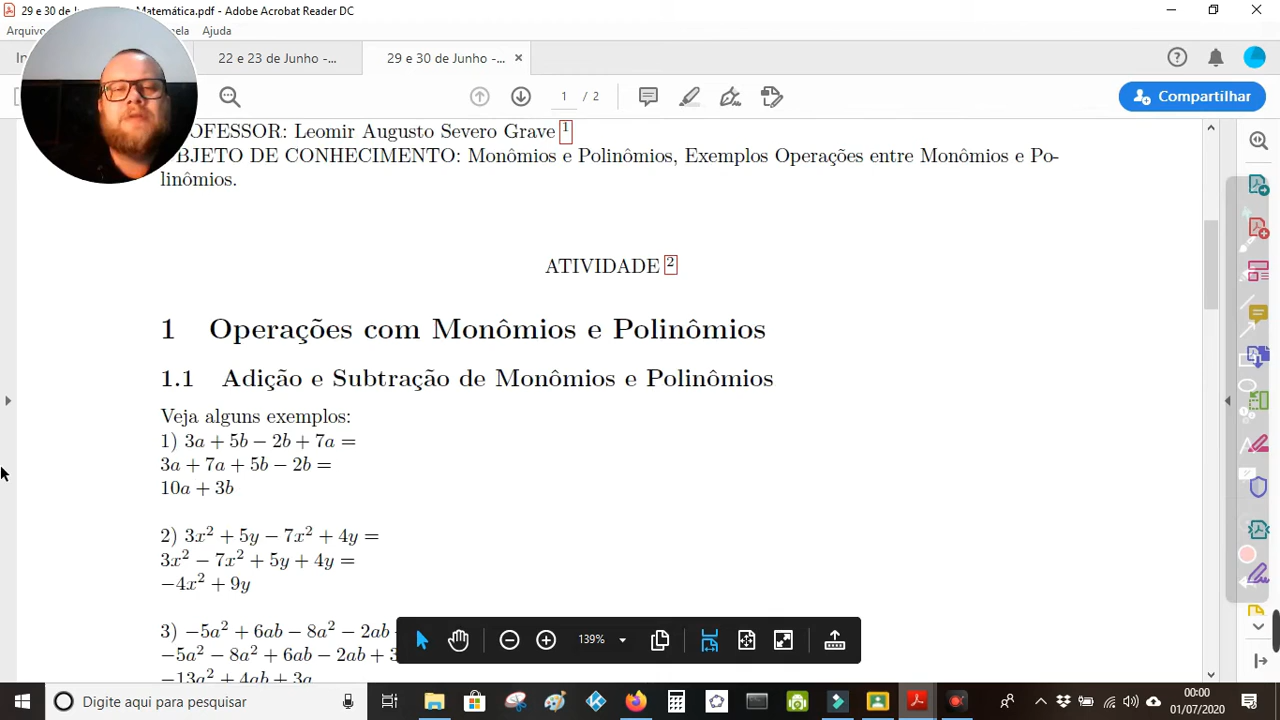 29 e 30 de J Matemática.pdf - Adobe Acrobat Reader DC
Arquivo nela Ajuda
22 e 23 de Junho -... 29 e 30 de Junho -... ×
1 / 2 Compartilhar
OFESSOR: Leomir Augusto Severo Grave 1
BJETO DE CONHECIMENTO: Monômios e Polinômios, Exemplos Operações entre Monômios e Po-
linômios.
ATIVIDADE 2
1 Operações com Monômios e Polinômios
1.1 Adição e Subtração de Monômios e Polinômios
Veja alguns exemplos:
1) 3a + 5b − 2b + 7a =
3a + 7a + 5b − 2b =
10a + 3b
2) 3x² + 5y − 7x² + 4y =
3x² − 7x² + 5y + 4y =
−4x² + 9y
3) −5a² + 6ab − 8a² − 2ab
−5a² − 8a² + 6ab − 2ab + 3
−13a² + 4ab + 3a
139%
Digite aqui para pesquisar
00:00
01/07/2020